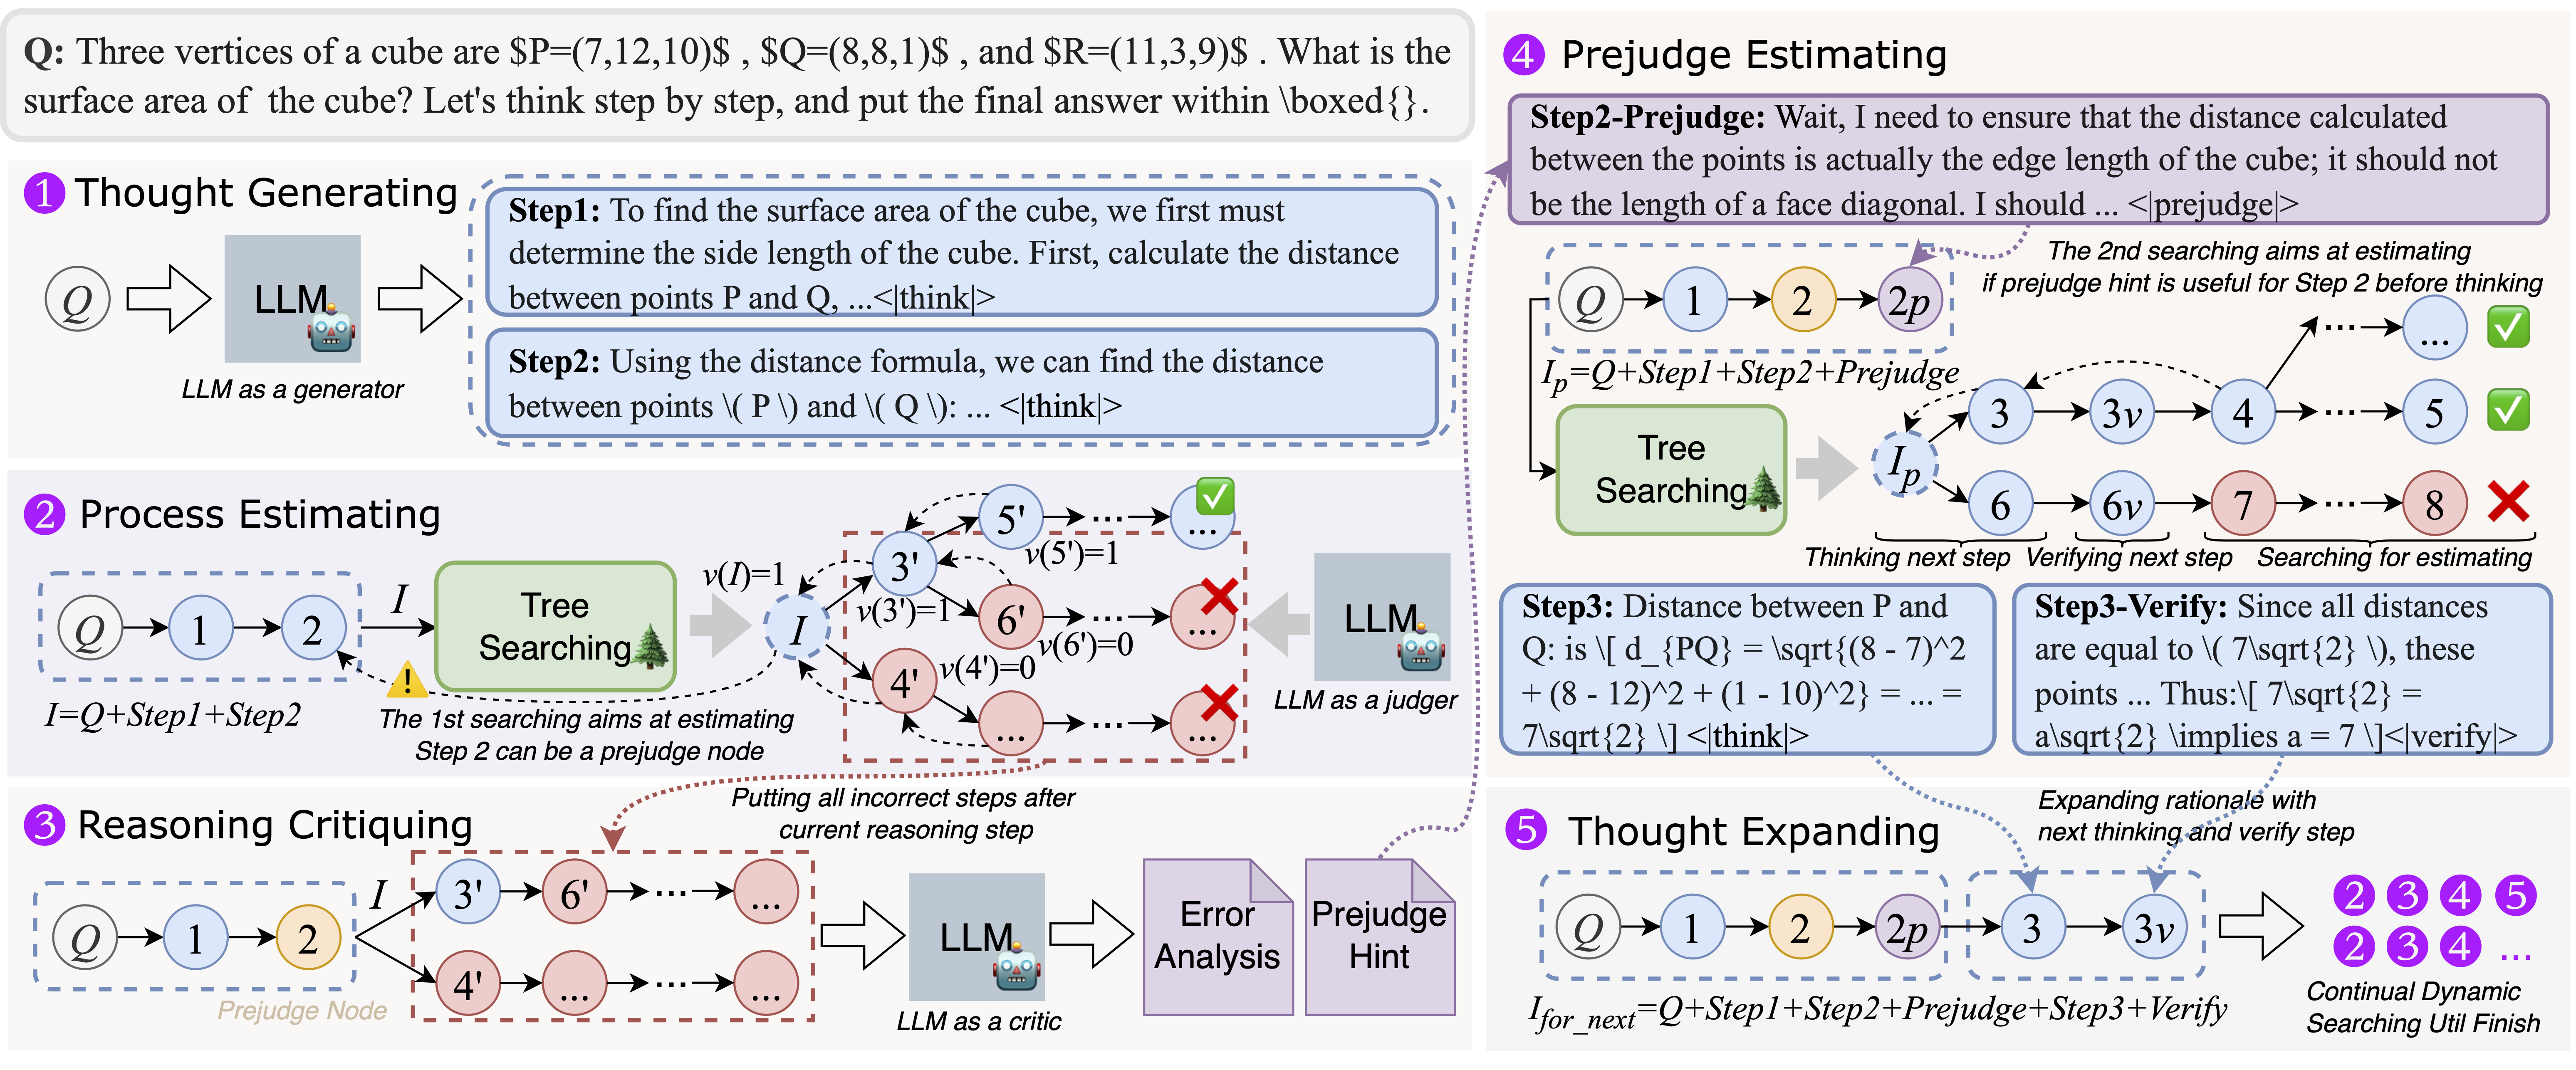 Q: Three vertices of a cube are $P=(7,12,10)$ , $Q=(8,8,1)$ , and $R=(11,3,9)$ . What is the
surface area of the cube? Let's think step by step, and put the final answer within \boxed{}.
1 Thought Generating
Q
LLM
LLM as a generator
Step1: To find the surface area of the cube, we first must
determine the side length of the cube. First, calculate the distance
between points P and Q, ...<|think|>
Step2: Using the distance formula, we can find the distance
between points \( P \) and \( Q \): ... <|think|>
2 Process Estimating
Q 1 2
I
I=Q+Step1+Step2
Tree
Searching
The 1st searching aims at estimating
Step 2 can be a prejudge node
v(I)=1
I
3'
v(3')=1
5'
v(5')=1
...
...
6'
v(6')=0
...
...
4'
v(4')=0
...
...
...
LLM
LLM as a judger
3 Reasoning Critiquing
Putting all incorrect steps after
current reasoning step
Q 1 2
Prejudge Node
I
3' 6' ... ...
4' ... ... ...
LLM
LLM as a critic
Error
Analysis
Prejudge
Hint
4 Prejudge Estimating
Step2-Prejudge: Wait, I need to ensure that the distance calculated
between the points is actually the edge length of the cube; it should not
be the length of a face diagonal. I should ... <|prejudge|>
Q 1 2 2p
Ip=Q+Step1+Step2+Prejudge
The 2nd searching aims at estimating
if prejudge hint is useful for Step 2 before thinking
Tree
Searching
Ip
... ...
3 3v 4 ... 5
6 6v 7 ... 8
Thinking next step Verifying next step Searching for estimating
Step3: Distance between P and
Q: is \[ d_{PQ} = \sqrt{(8 - 7)^2
+ (8 - 12)^2 + (1 - 10)^2} = ... =
7\sqrt{2} \] <|think|>
Step3-Verify: Since all distances
are equal to \( 7\sqrt{2} \), these
points ... Thus:\[ 7\sqrt{2} =
a\sqrt{2} \implies a = 7 \]<|verify|>
5 Thought Expanding
Expanding rationale with
next thinking and verify step
Q 1 2 2p 3 3v
Ifor_next=Q+Step1+Step2+Prejudge+Step3+Verify
2 3 4 5
2 3 4 ...
Continual Dynamic
Searching Util Finish